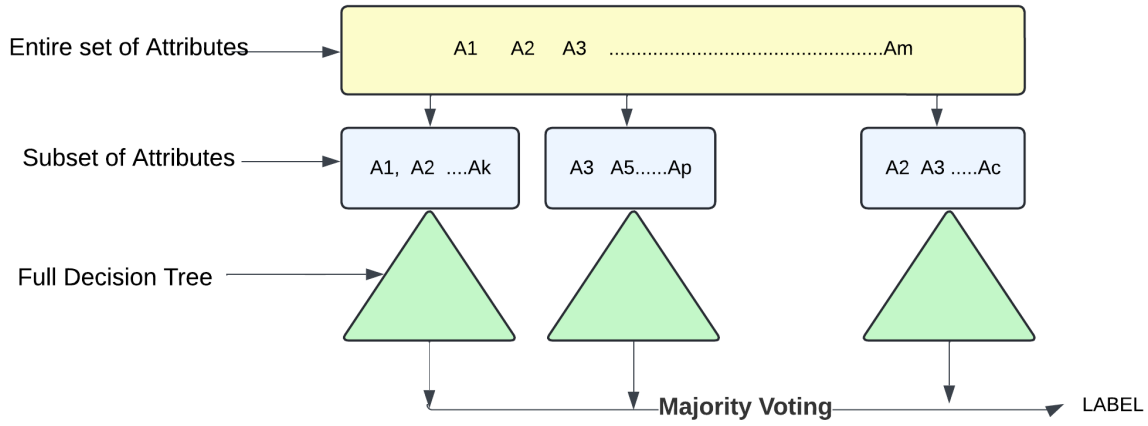 Entire set of Attributes
A1 A2 A3 ..................................................Am
Subset of Attributes
A1, A2 ....Ak
A3 A5......Ap
A2 A3 .....Ac
Full Decision Tree
Majority Voting
LABEL